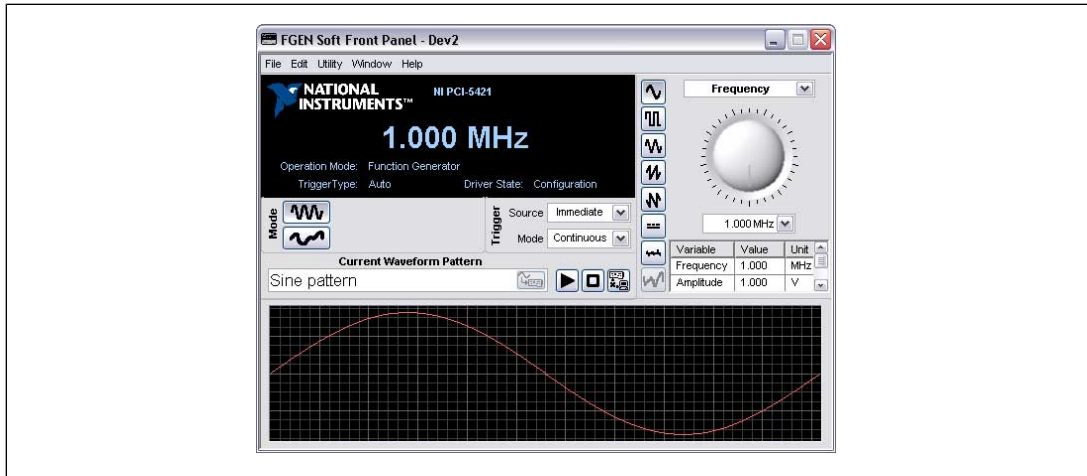 FGEN Soft Front Panel - Dev2
File Edit Utility Window Help
NATIONAL INSTRUMENTS™
NI PCI-5421
1.000 MHz
Operation Mode: Function Generator
TriggerType: Auto Driver State: Configuration
Mode
Trigger
Source Immediate
Mode Continuous
Current Waveform Pattern
Sine pattern
Frequency
1.000 MHz
Variable Value Unit
Frequency 1.000 MHz
Amplitude 1.000 V